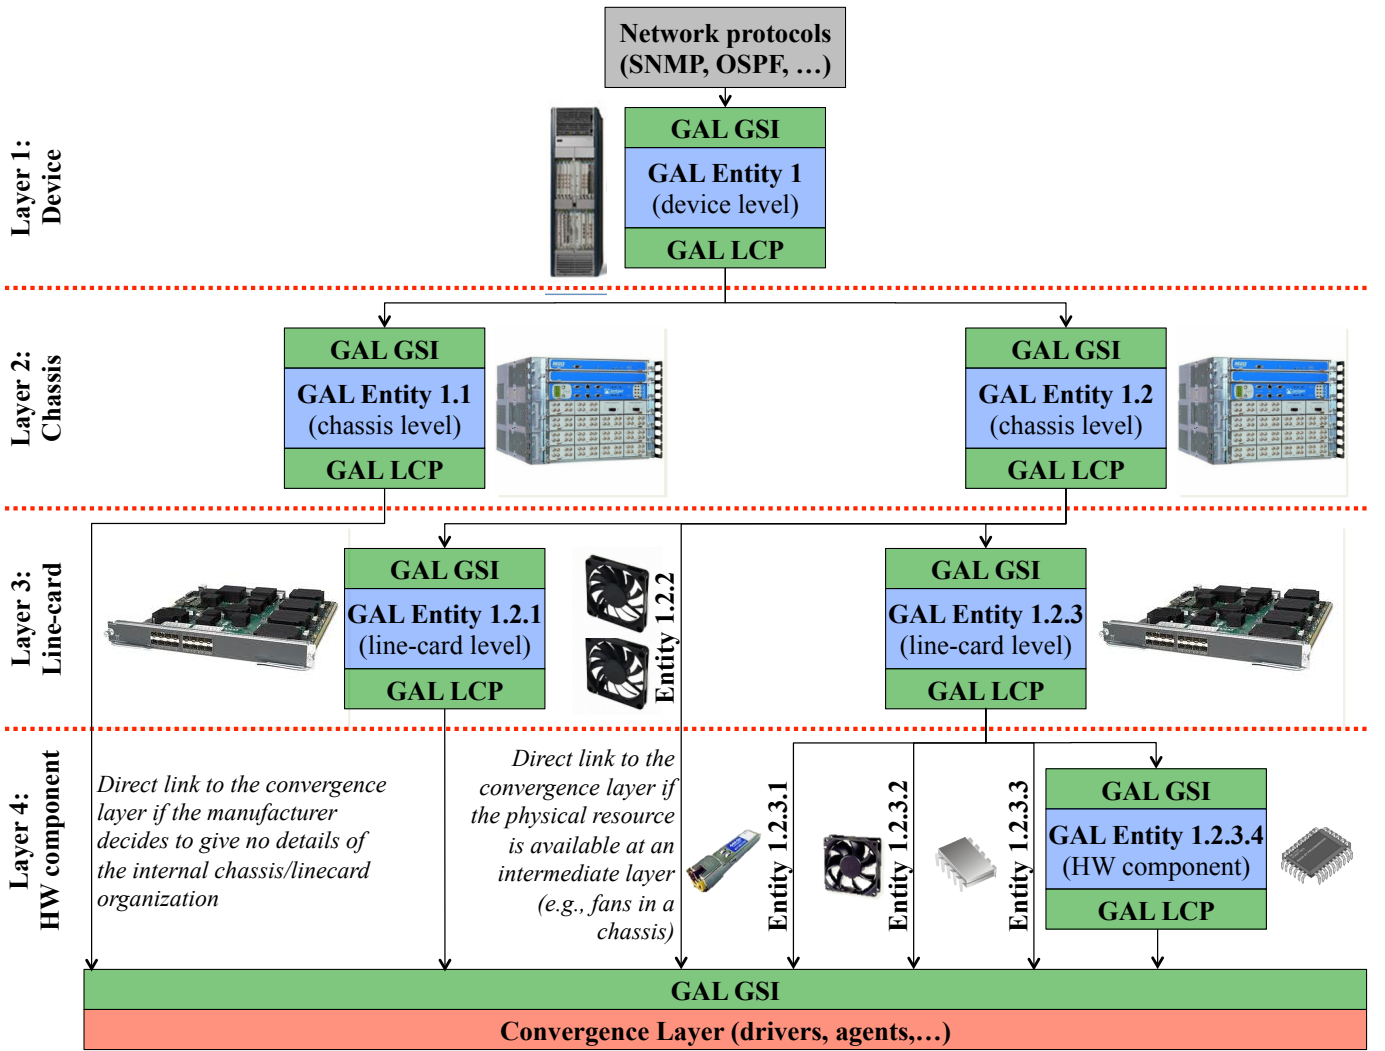 Network protocols
(SNMP, OSPF, …)
Layer 1:
Device
GAL GSI
GAL Entity 1
(device level)
GAL LCP
Layer 2:
Chassis
GAL GSI
GAL Entity 1.1
(chassis level)
GAL LCP
GAL GSI
GAL Entity 1.2
(chassis level)
GAL LCP
Layer 3:
Line-card
GAL GSI
GAL Entity 1.2.1
(line-card level)
GAL LCP
Entity 1.2.2
GAL GSI
GAL Entity 1.2.3
(line-card level)
GAL LCP
Layer 4:
HW component
Direct link to the convergence
layer if the manufacturer
decides to give no details of
the internal chassis/linecard
organization
Direct link to the
convergence layer if
the physical resource
is available at an
intermediate layer
(e.g., fans in a
chassis)
Entity 1.2.3.1
Entity 1.2.3.2
Entity 1.2.3.3
GAL GSI
GAL Entity 1.2.3.4
(HW component)
GAL LCP
GAL GSI
Convergence Layer (drivers, agents,…)